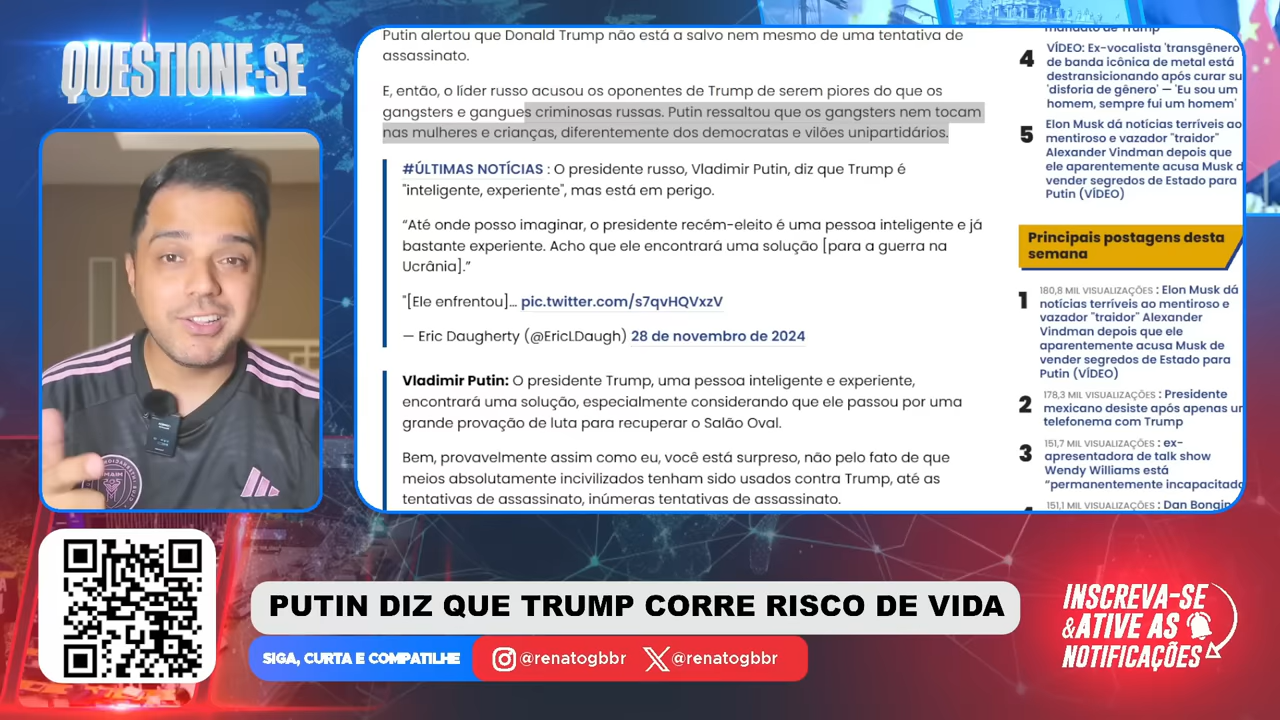 QUESTIONE-SE
Putin alertou que Donald Trump não está a salvo nem mesmo de uma tentativa de
assassinato.
E, então, o líder russo acusou os oponentes de Trump de serem piores do que os
gangsters e gangues criminosas russas. Putin ressaltou que os gangsters nem tocam
nas mulheres e crianças, diferentemente dos democratas e vilões unipartidários.
#ÚLTIMAS NOTÍCIAS : O presidente russo, Vladimir Putin, diz que Trump é
"inteligente, experiente", mas está em perigo.
“Até onde posso imaginar, o presidente recém-eleito é uma pessoa inteligente e já
bastante experiente. Acho que ele encontrará uma solução [para a guerra na
Ucrânia].”
"[Ele enfrentou]... pic.twitter.com/s7qvHQVxzV
— Eric Daugherty (@EricLDaugh) 28 de novembro de 2024
Vladimir Putin: O presidente Trump, uma pessoa inteligente e experiente,
encontrará uma solução, especialmente considerando que ele passou por uma
grande provação de luta para recuperar o Salão Oval.
Bem, provavelmente assim como eu, você está surpreso, não pelo fato de que
meios absolutamente incivilizados tenham sido usados contra Trump, até as
tentativas de assassinato, inúmeras tentativas de assassinato.
mandato de Trump
4 VÍDEO: Ex-vocalista 'transgênero'
de banda icônica de metal está
destransicionando após curar su
'disforia de gênero' — 'Eu sou um
homem, sempre fui um homem'
5 Elon Musk dá notícias terríveis ao
mentiroso e vazador "traidor"
Alexander Vindman depois que
ele aparentemente acusa Musk d
vender segredos de Estado para
Putin (VÍDEO)
Principais postagens desta
semana
1 180,8 MIL VISUALIZAÇÕES : Elon Musk dá
notícias terríveis ao mentiroso e
vazador "traidor" Alexander
Vindman depois que ele
aparentemente acusa Musk de
vender segredos de Estado para
Putin (VÍDEO)
2 178,3 MIL VISUALIZAÇÕES : Presidente
mexicano desiste após apenas um
telefonema com Trump
3 151,7 MIL VISUALIZAÇÕES : ex-
apresentadora de talk show
Wendy Williams está
“permanentemente incapacitada
151,1 MIL VISUALIZAÇÕES : Dan Bongin
PUTIN DIZ QUE TRUMP CORRE RISCO DE VIDA
SIGA, CURTA E COMPATILHE
@renatogbbr
@renatogbbr
INSCREVA-SE
&ATIVE AS
NOTIFICAÇÕES